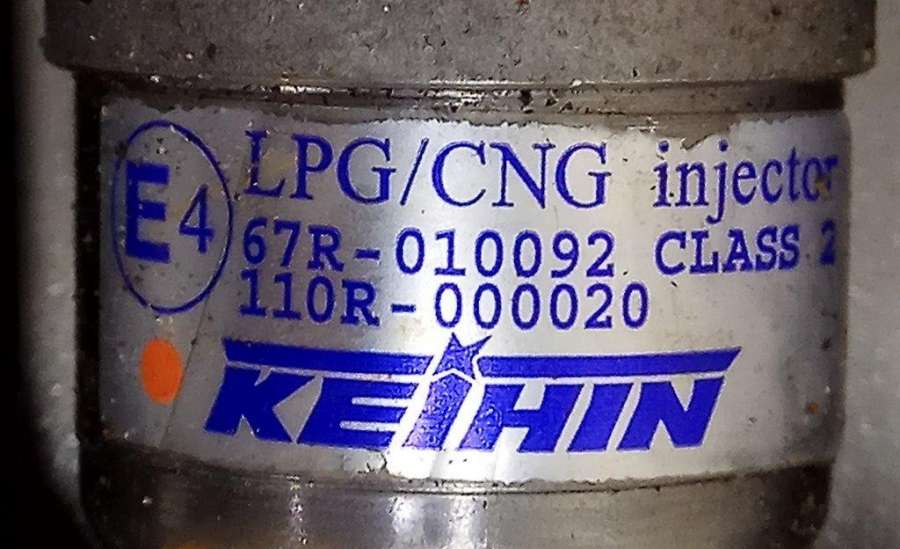 E4
LPG/CNG injector
67R-010092 CLASS 2
110R-000020
KEIHIN